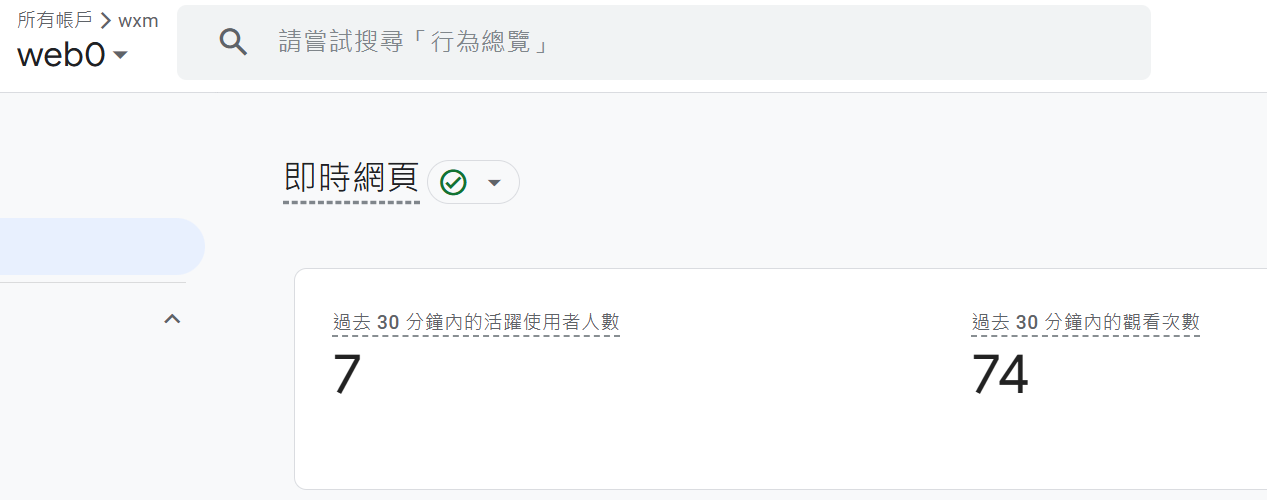 所有帳戶 > wxm
web0
請嘗試搜尋「行為總覽」
即時網頁
過去 30 分鐘內的活躍使用者人數
7
過去 30 分鐘內的觀看次數
74